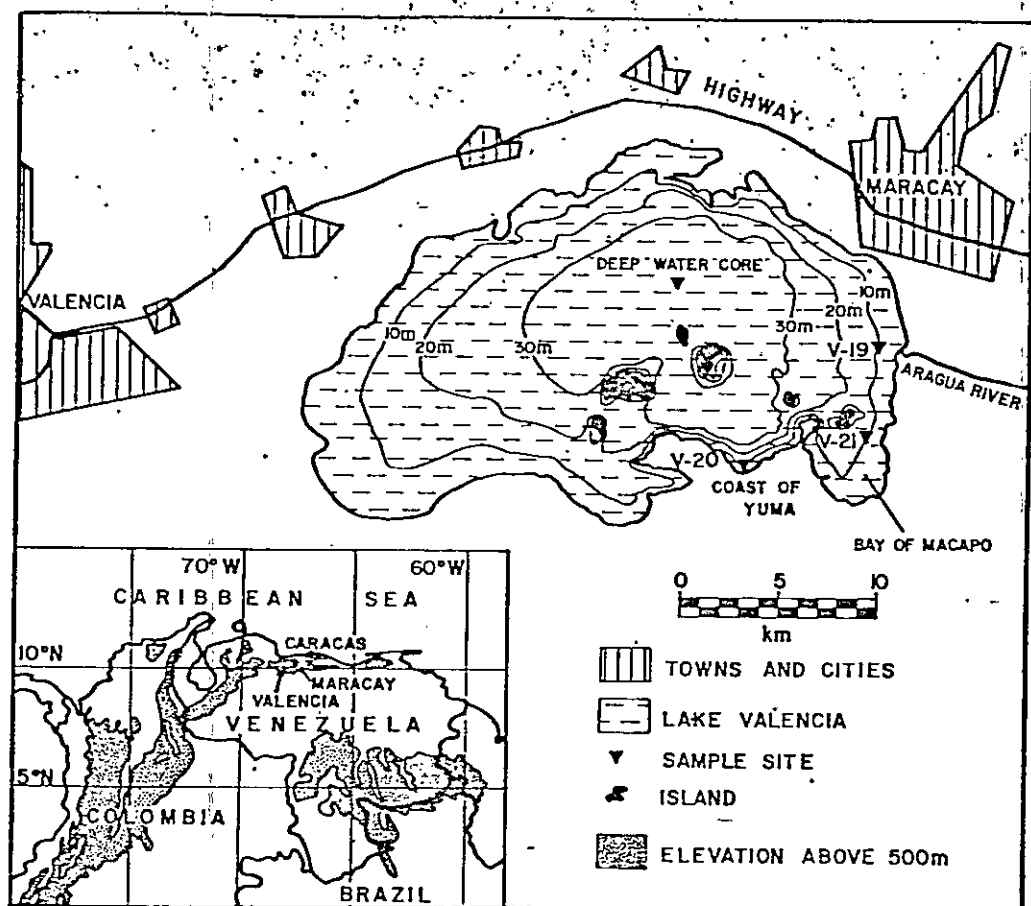 HIGHWAY
MARACAY
DEEP WATER CORE
VALENCIA
10m
20m
30m
10m
20m
30m
V-19
ARAGUA RIVER
V-21
V-20
COAST OF
YUMA
BAY OF MACAPO
0 5 10
km
TOWNS AND CITIES
LAKE VALENCIA
SAMPLE SITE
ISLAND
ELEVATION ABOVE 500m
70°W 60°W
CARIBBEAN SEA
10°N
CARACAS
MARACAY
VALENCIA
VENEZUELA
5°N
COLOMBIA
BRAZIL